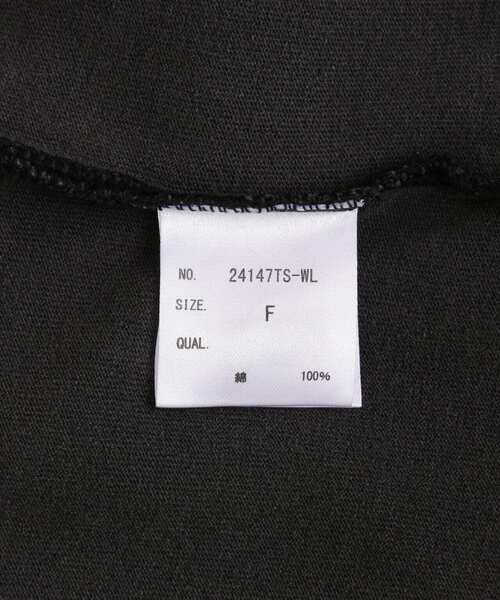 NO. 24147TS-WL
SIZE. F
QUAL.
綿 100%